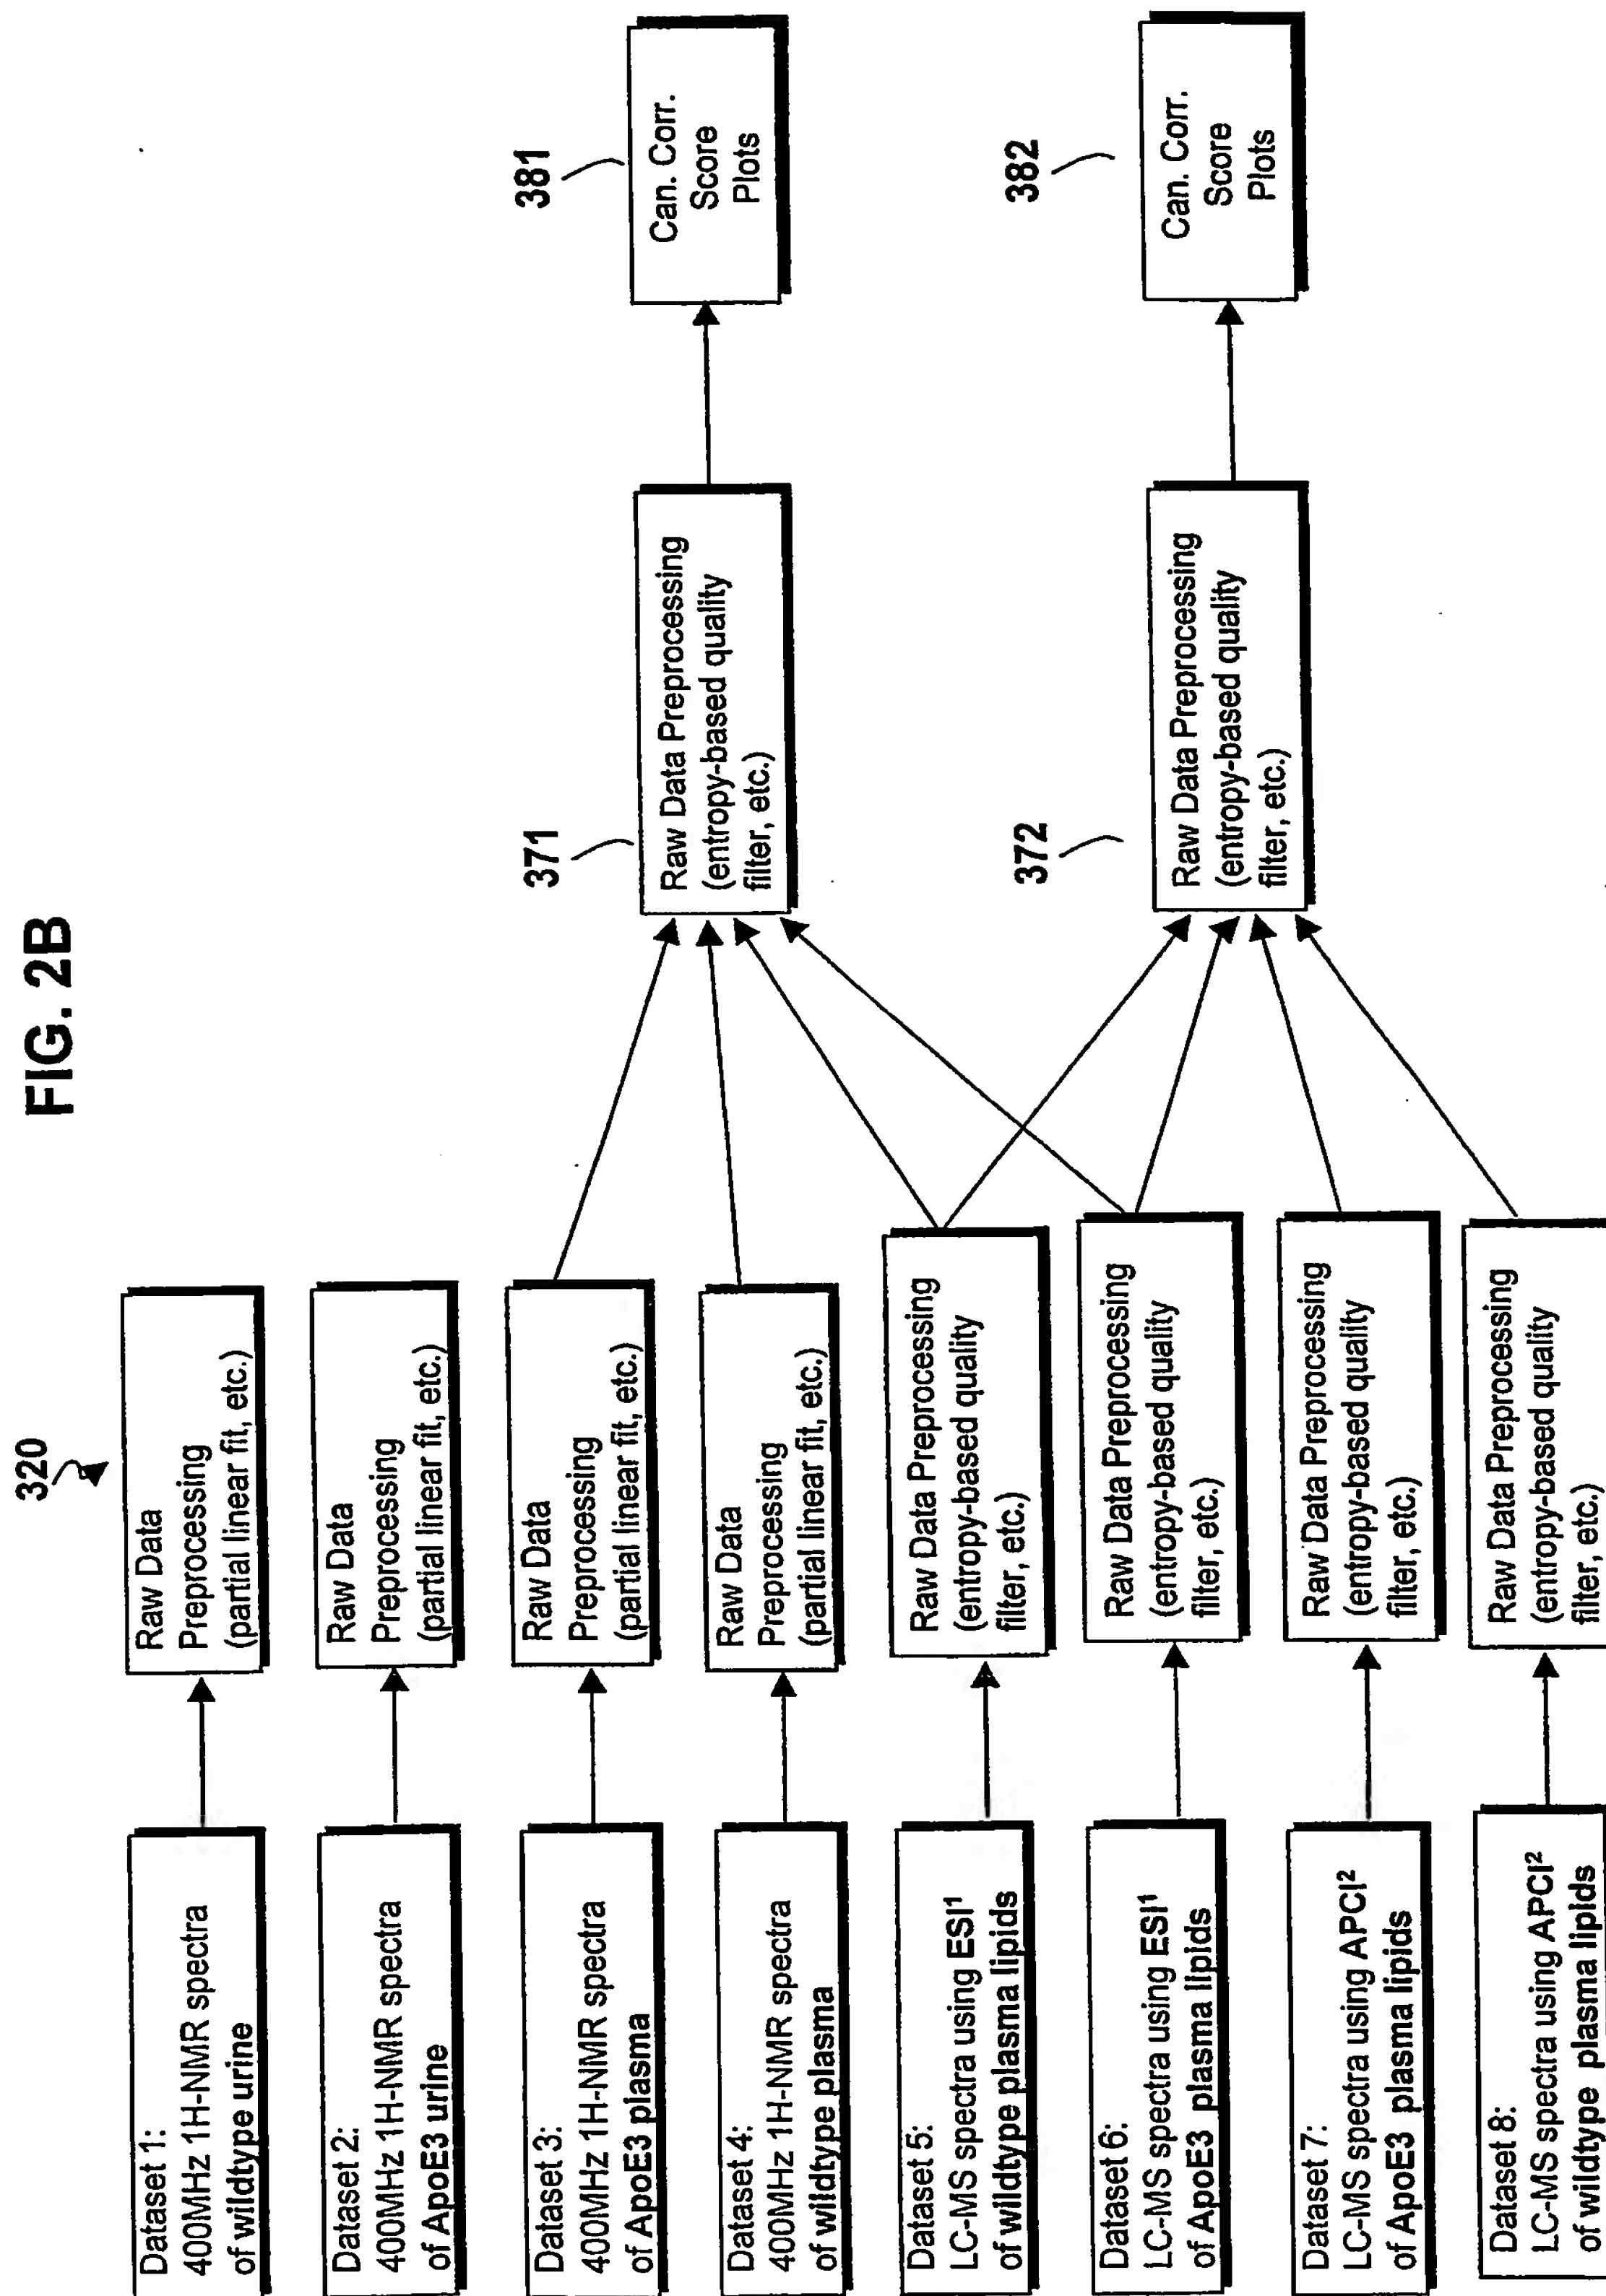 FIG. 2B
320
Dataset 1:
400MHz 1H-NMR spectra
of wildtype urine
Raw Data
Preprocessing
(partial linear fit, etc.)
Dataset 2:
400MHz 1H-NMR spectra
of ApoE3 urine
Raw Data
Preprocessing
(partial linear fit, etc.)
Dataset 3:
400MHz 1H-NMR spectra
of ApoE3 plasma
Raw Data
Preprocessing
(partial linear fit, etc.)
Dataset 4:
400MHz 1H-NMR spectra
of wildtype plasma
Raw Data
Preprocessing
(partial linear fit, etc.)
Dataset 5:
LC-MS spectra using ESI¹
of wildtype plasma lipids
Raw Data Preprocessing
(entropy-based quality
filter, etc.)
Dataset 6:
LC-MS spectra using ESI¹
of ApoE3 plasma lipids
Raw Data Preprocessing
(entropy-based quality
filter, etc.)
Dataset 7:
LC-MS spectra using APCI²
of ApoE3 plasma lipids
Raw Data Preprocessing
(entropy-based quality
filter, etc.)
Dataset 8:
LC-MS spectra using APCI²
of wildtype plasma lipids
Raw Data Preprocessing
(entropy-based quality
filter, etc.)
371
Raw Data Preprocessing
(entropy-based quality
filter, etc.)
381
Can. Corr.
Score
Plots
372
Raw Data Preprocessing
(entropy-based quality
filter, etc.)
382
Can. Corr.
Score
Plots